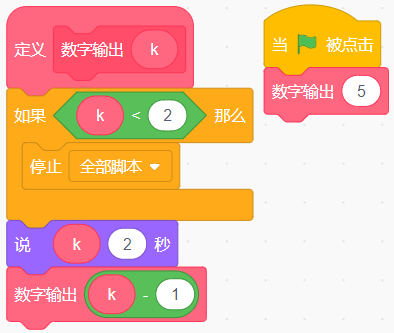 定义 数字输出 k
当 被点击
数字输出 5
如果 k < 2 那么
停止 全部脚本
说 k 2 秒
数字输出 k - 1